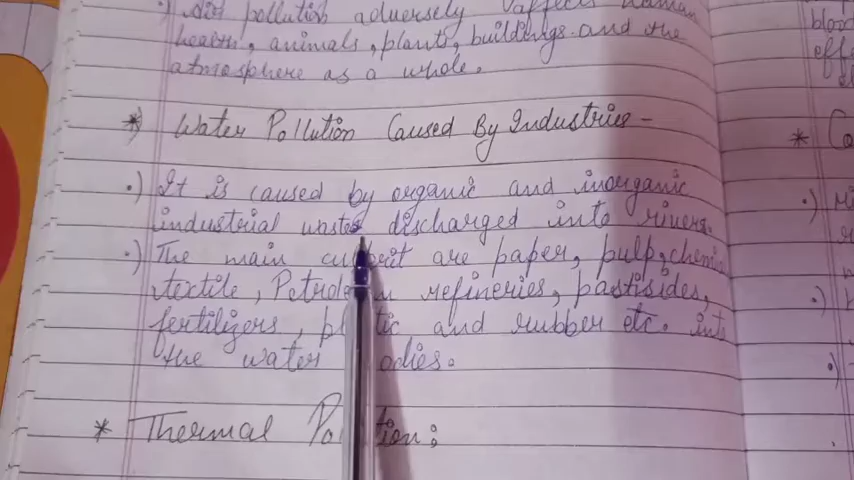 ·) Air pollution adversely affects human
health, animals, plants, buildings and the
atmosphere as a whole.
* Water Pollution Caused By Industries -
·) It is caused by organic and inorganic
industrial wastes discharged into rivers.
·) The main culprit are paper, pulp,
textile, refineries, pastisides,
fertilizers, and rubber etc. into
the water
* Thermal